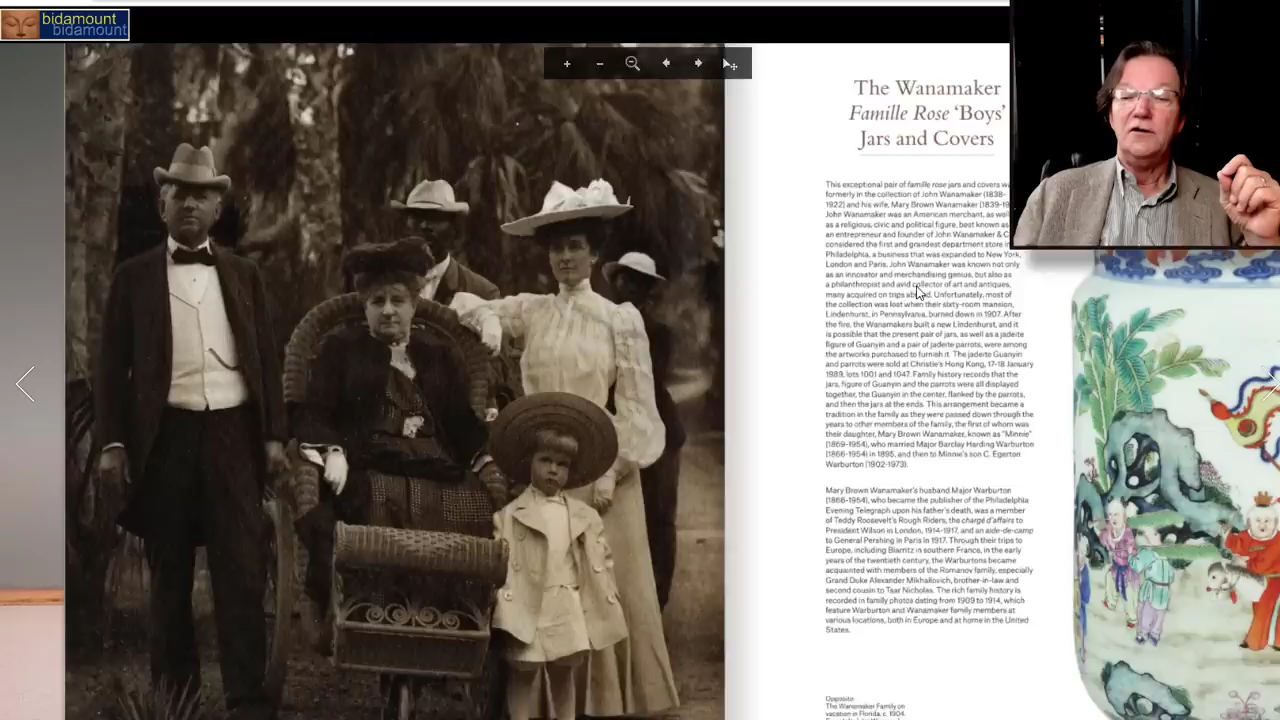 bidamount
bidamount
The Wanamaker
Famille Rose ‘Boys’
Jars and Covers
This exceptional pair of famille rose jars and covers
formerly in the collection of John Wanamaker (1838-
1922) and his wife, Mary Brown Wanamaker
John Wanamaker was an American merchant, as
as a religious, civic and political figure, best known
an entrepreneur and founder of John Wanamaker &
considered the first and grandest department store
Philadelphia, a business that was expanded to New York,
London and Paris. John Wanamaker was known not only
as an innovator and merchandising genius, but also as
a philanthropist and avid collector of art and antiques,
many acquired on trips abroad. Unfortunately, most of
the collection was lost when their sixty-room mansion,
Lindenhurst, in Pennsylvania, burned down in 1907. After
the fire, the Wanamakers built a new Lindenhurst, and it
is possible that the present pair of jars, as well as a jadeite
figure of Guanyin and a pair of jadeite parrots, were among
the artworks purchased to furnish it. The jadeite Guanyin
and parrots were sold at Christie's Hong Kong, 17-18 January
1989, lots 1001 and 1047. Family history records that the
jars, figure of Guanyin and the parrots were all displayed
together, the Guanyin in the center, flanked by the parrots,
and then the jars at the ends. This arrangement became a
tradition in the family as they were passed down through the
years to other members of the family, the first of whom was
their daughter, Mary Brown Wanamaker, known as "Minnie"
(1869-1954), who married Major Barclay Harding Warburton
(1866-1954) in 1895, and then to Minnie's son C. Egerton
Warburton (1902-1973).
Mary Brown Wanamaker's husband Major Warburton
(1866-1954), who became the publisher of the Philadelphia
Evening Telegraph upon his father's death, was a member
of Teddy Roosevelt's Rough Riders, the chargé d'affairs to
President Wilson in London, 1914-1917, and an aide-de-camp
to General Pershing in Paris in 1917. Through their trips to
Europe, including Biarritz in southern France, in the early
years of the twentieth century, the Warburtons became
acquainted with members of the Romanov family, especially
Grand Duke Alexander Mikhailovich, brother-in-law and
second cousin to Tsar Nicholas. The rich family history is
recorded in family photos dating from 1909 to 1914, which
feature Warburton and Wanamaker family members at
various locations, both in Europe and at home in the United
States.
Opposite:
The Wanamaker Family on
vacation in Florida, c. 1904.